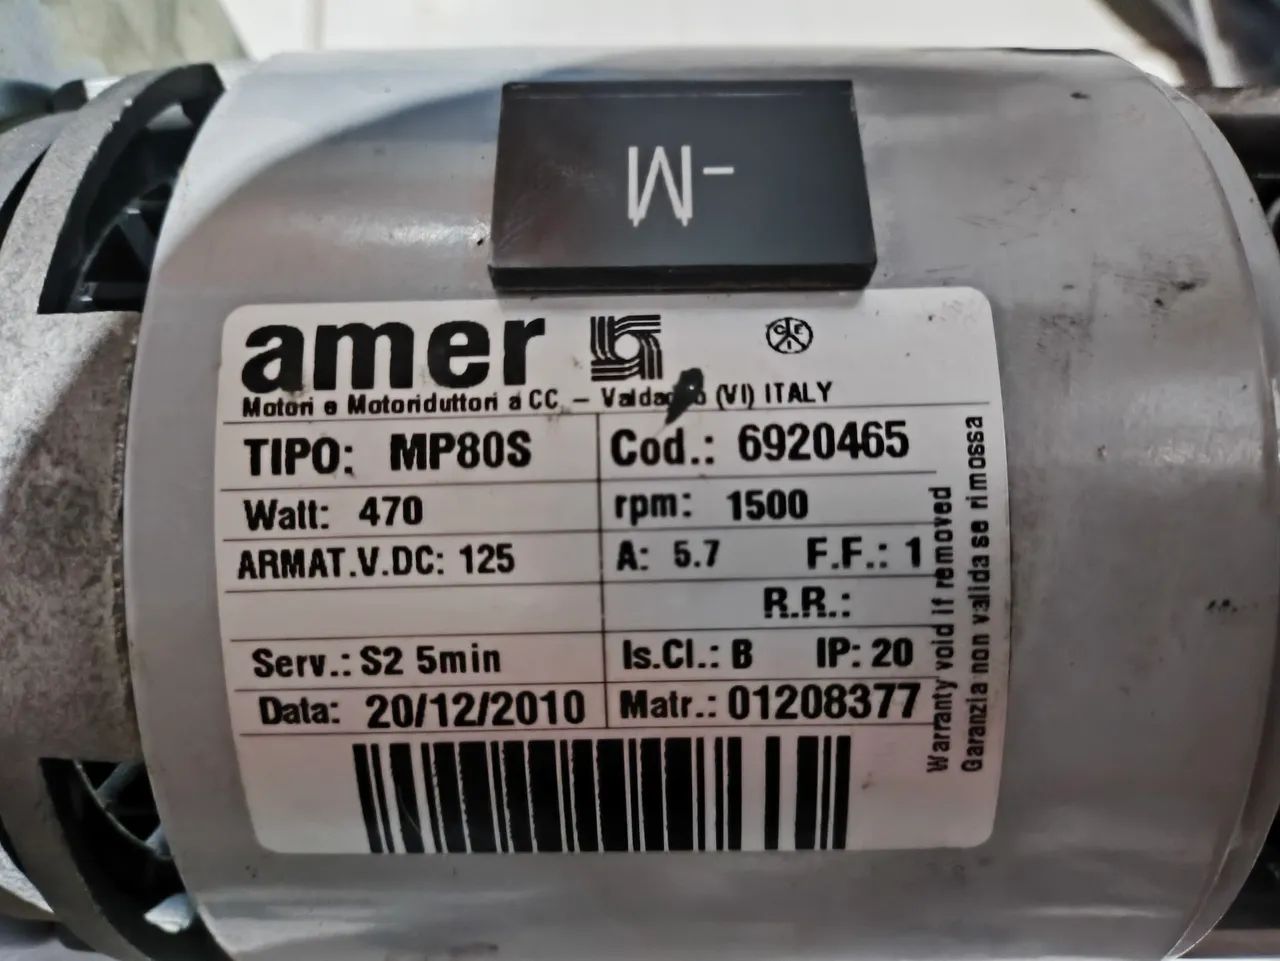 -M
amer
CEI
Motori e Motoriduttori a CC. – (VI) ITALY
TIPO: MP80S Cod.: 6920465
Watt: 470 rpm: 1500
ARMAT.V.DC: 125 A: 5.7 F.F.: 1
R.R.:
Serv.: S2 5min Is.Cl.: B IP: 20
Data: 20/12/2010 Matr.: 01208377
Warranty void if removed
Garanzia non valida se rimossa